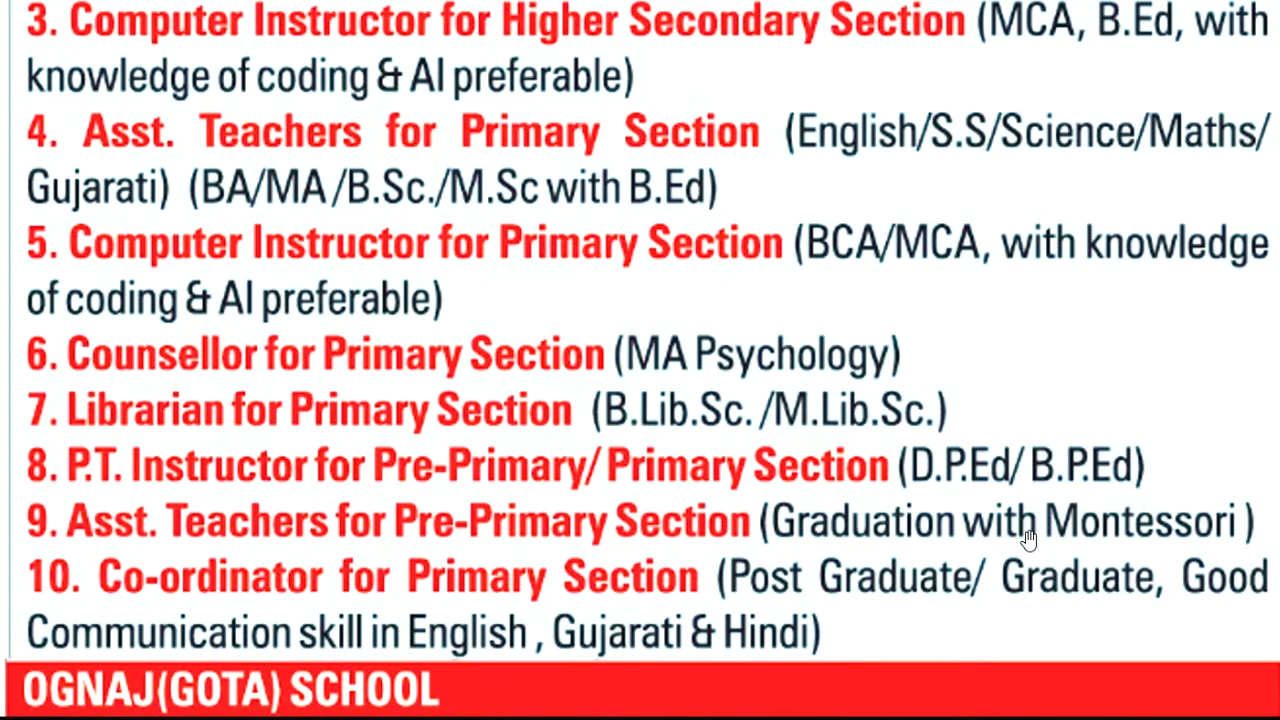 3. Computer Instructor for Higher Secondary Section (MCA, B.Ed, with
knowledge of coding & AI preferable)
4. Asst. Teachers for Primary Section (English/S.S/Science/Maths/
Gujarati) (BA/MA /B.Sc./M.Sc with B.Ed)
5. Computer Instructor for Primary Section (BCA/MCA, with knowledge
of coding & AI preferable)
6. Counsellor for Primary Section (MA Psychology)
7. Librarian for Primary Section (B.Lib.Sc. /M.Lib.Sc.)
8. P.T. Instructor for Pre-Primary/ Primary Section (D.P.Ed/ B.P.Ed)
9. Asst. Teachers for Pre-Primary Section (Graduation with Montessori )
10. Co-ordinator for Primary Section (Post Graduate/ Graduate, Good
Communication skill in English , Gujarati & Hindi)
OGNAJ(GOTA) SCHOOL